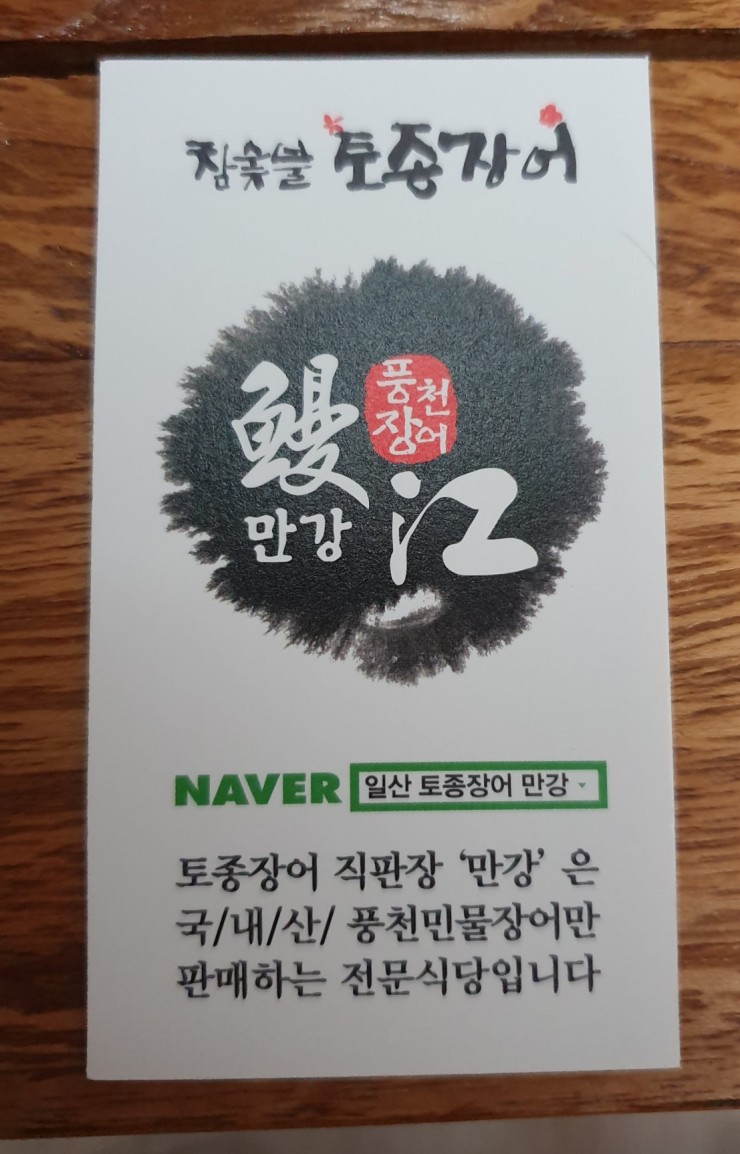 참숯불 토종장어
鰻
풍천
장어
만강
江
NAVER 일산 토종장어 만강
토종장어 직판장 '만강' 은
국/내/산/ 풍천민물장어만
판매하는 전문식당입니다